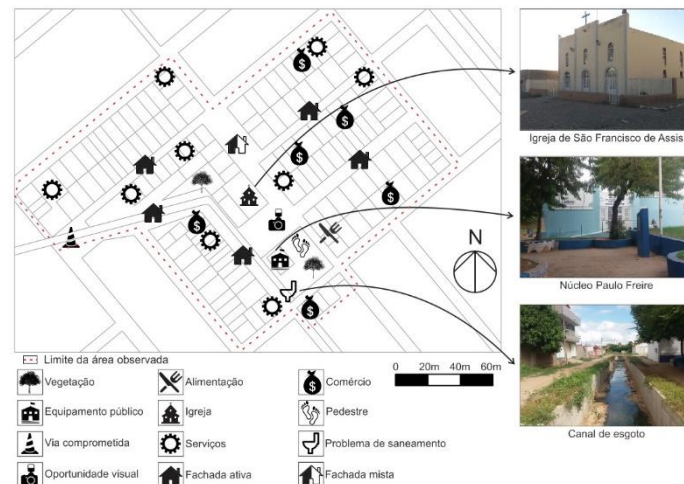 Igreja de São Francisco de Assis
Núcleo Paulo Freire
Canal de esgoto
N
$
$
$
$
$
$
Limite da área observada
0 20m 40m 60m
Vegetação
Alimentação
$ Comércio
Equipamento público
Igreja
Pedestre
Via comprometida
Serviços
Problema de saneamento
Oportunidade visual
Fachada ativa
Fachada mista